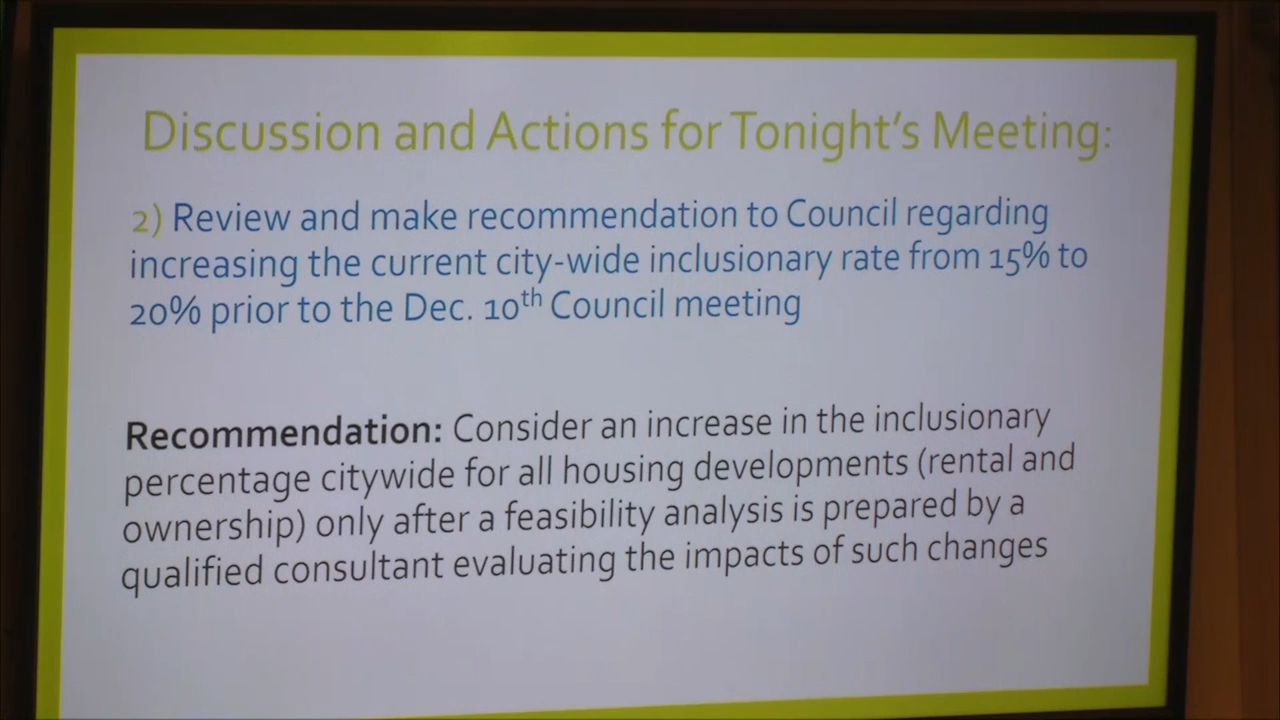 Discussion and Actions for Tonight's Meeting:
2) Review and make recommendation to Council regarding
increasing the current city-wide inclusionary rate from 15% to
20% prior to the Dec. 10th Council meeting
Recommendation: Consider an increase in the inclusionary
percentage citywide for all housing developments (rental and
ownership) only after a feasibility analysis is prepared by a
qualified consultant evaluating the impacts of such changes